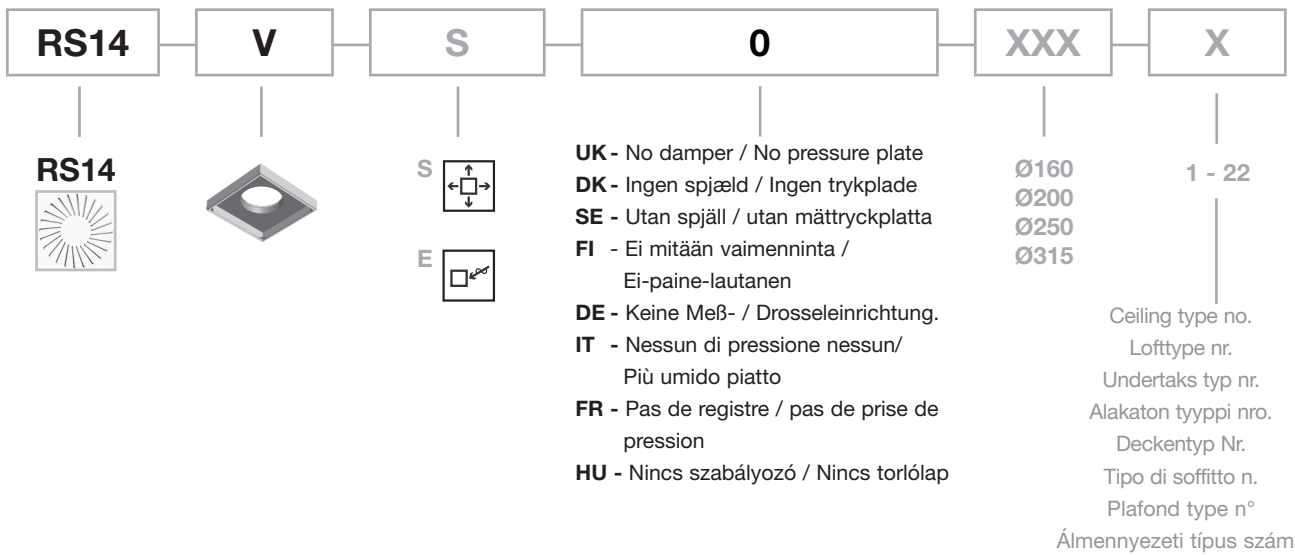 RS14 V S 0 XXX X
RS14
S
E
UK - No damper / No pressure plate
DK - Ingen spjæld / Ingen trykplade
SE - Utan spjäll / utan mättryckplatta
FI - Ei mitään vaimenninta /
Ei-paine-lautanen
DE - Keine Meß- / Drosseleinrichtung.
IT - Nessun di pressione nessun/
Più umido piatto
FR - Pas de registre / pas de prise de
pression
HU - Nincs szabályozó / Nincs torlólap
Ø160
Ø200
Ø250
Ø315
1 - 22
Ceiling type no.
Lofttype nr.
Undertaks typ nr.
Alakaton tyyppi nro.
Deckentyp Nr.
Tipo di soffitto n.
Plafond type n°
Álmennyezeti típus szám